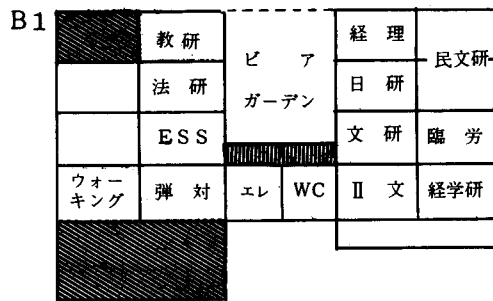 B1
教研
経理
民文研
ビア
ガーデン
法研
日研
ESS
文研
臨労
ウォー
キング
弾対
エレ
WC
Ⅱ文
経学研